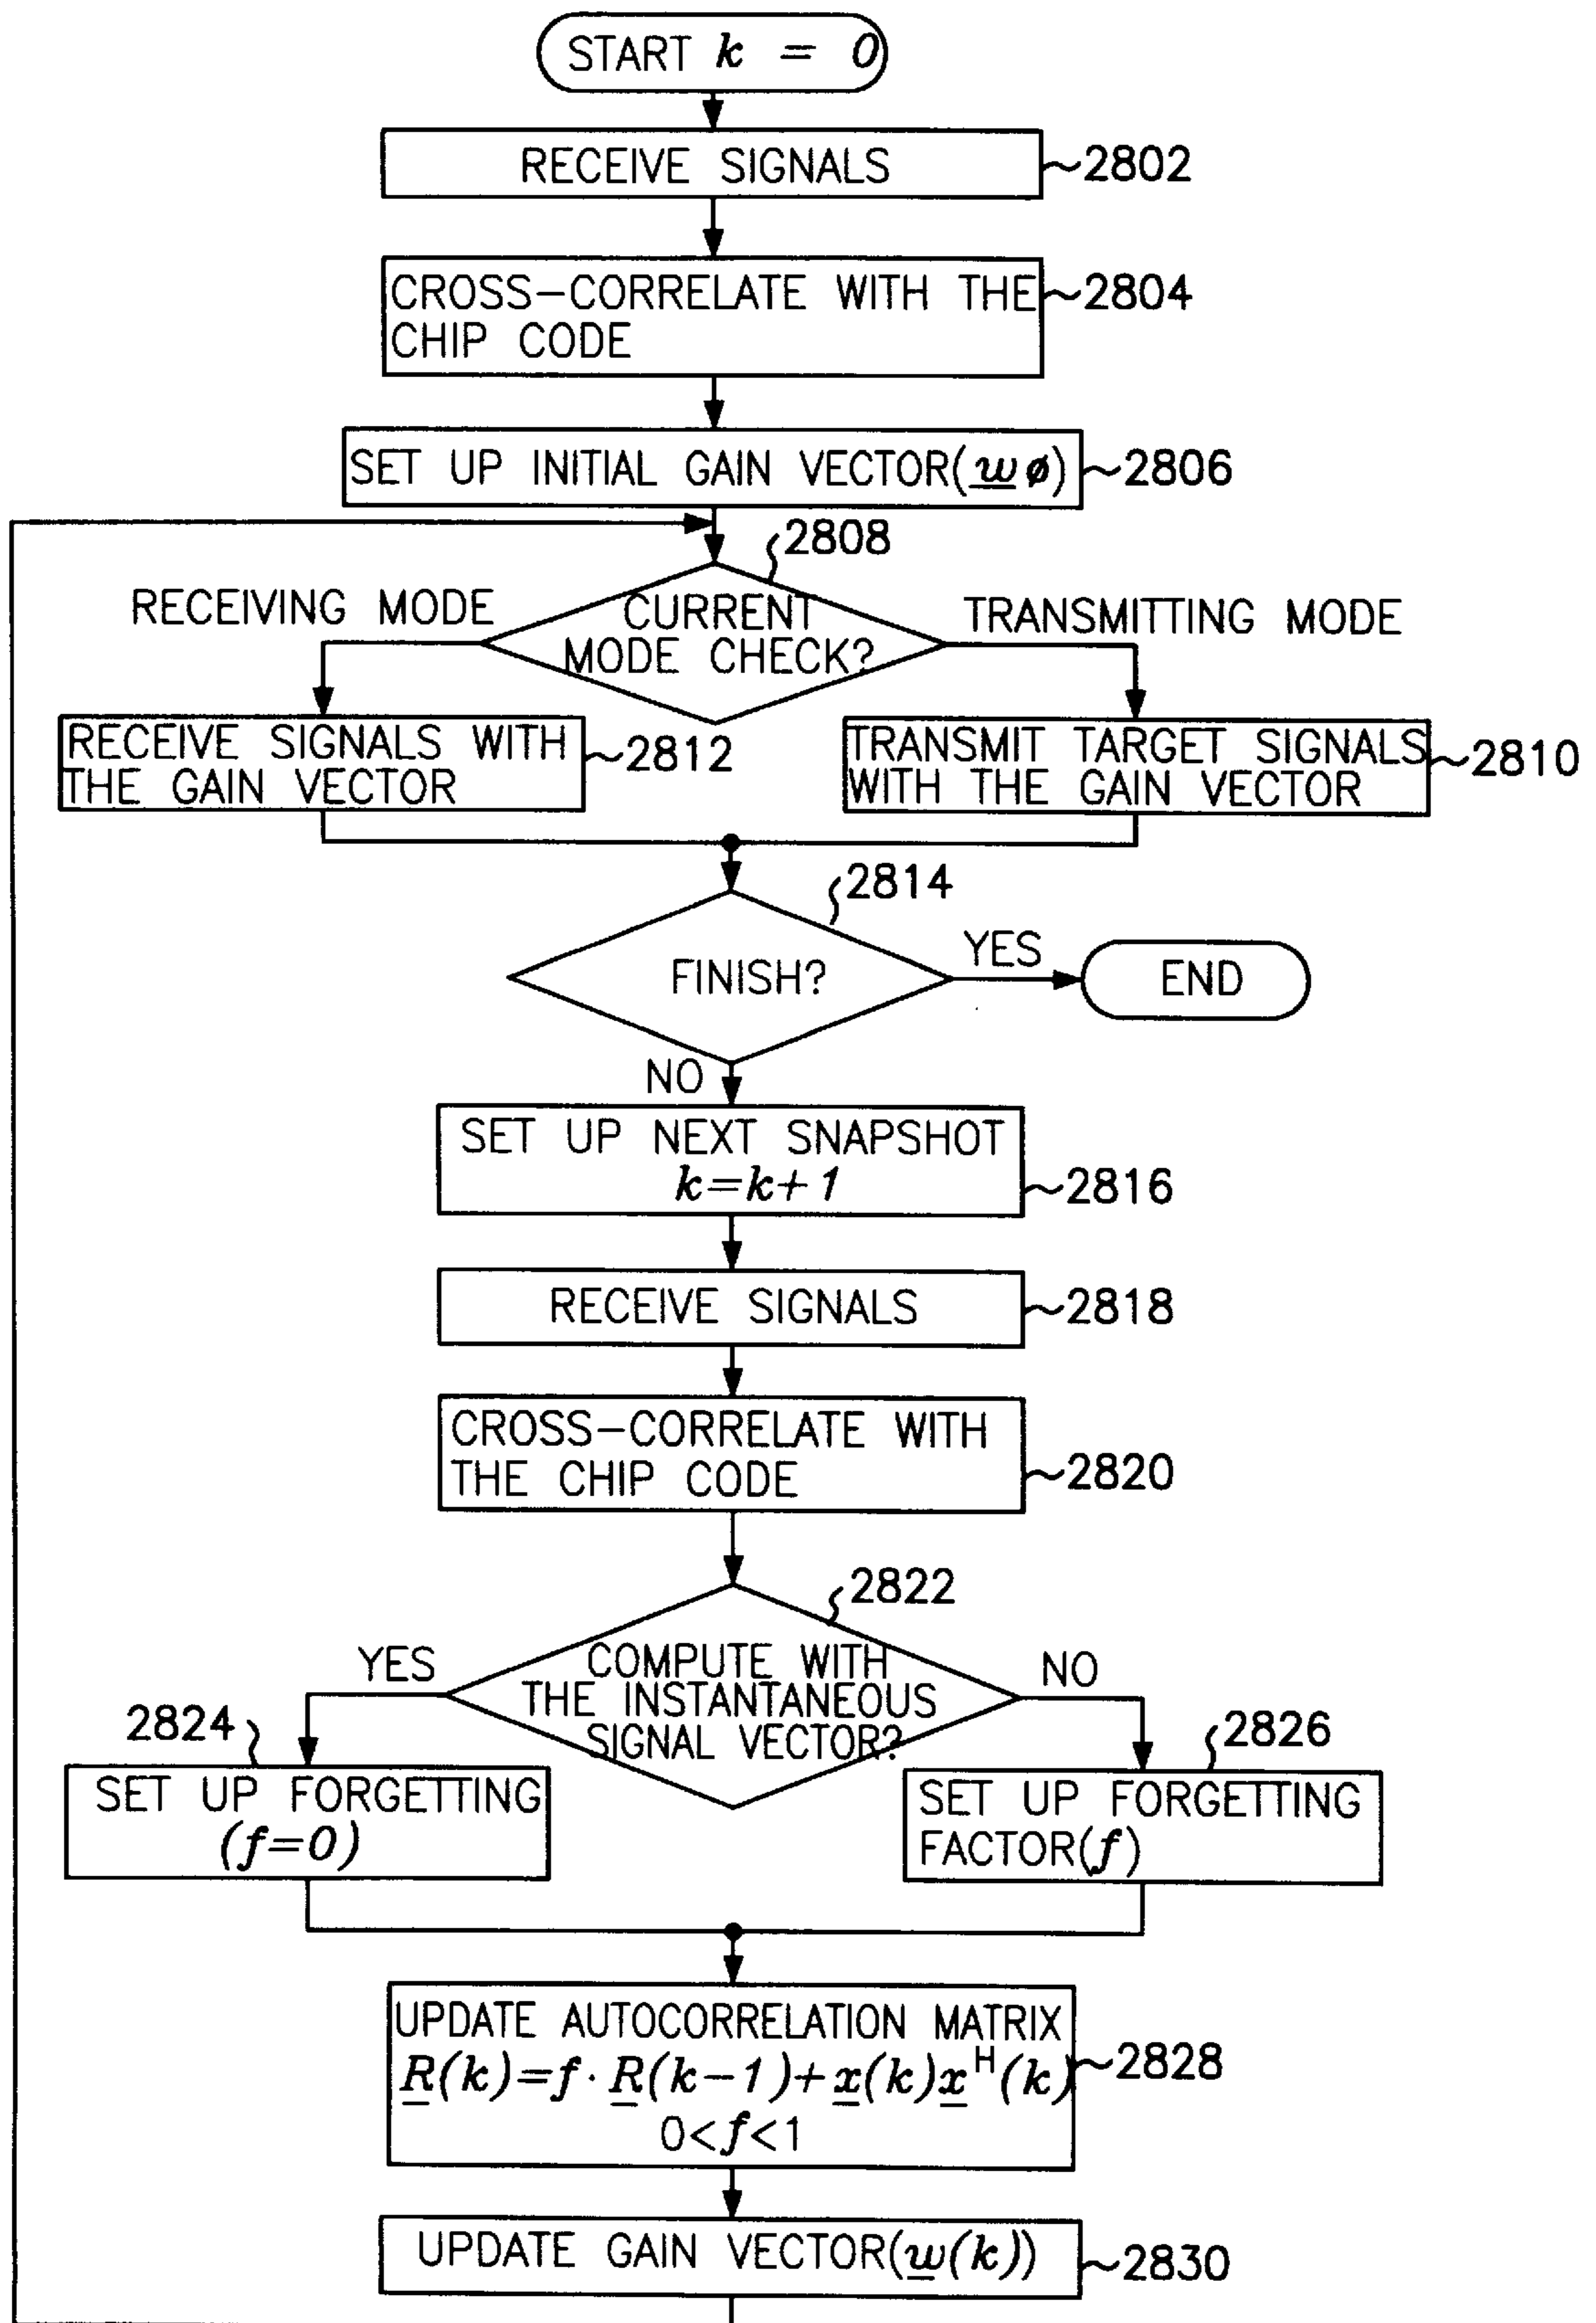 START k = 0
RECEIVE SIGNALS
2802
CROSS-CORRELATE WITH THE
CHIP CODE
2804
SET UP INITIAL GAIN VECTOR(w ø)
2806
2808
RECEIVING MODE
CURRENT
MODE CHECK?
TRANSMITTING MODE
RECEIVE SIGNALS WITH
THE GAIN VECTOR
2812
TRANSMIT TARGET SIGNALS
WITH THE GAIN VECTOR
2810
2814
FINISH?
YES
END
NO
SET UP NEXT SNAPSHOT
k=k+1
2816
RECEIVE SIGNALS
2818
CROSS-CORRELATE WITH
THE CHIP CODE
2820
2822
YES
COMPUTE WITH
THE INSTANTANEOUS
SIGNAL VECTOR?
NO
2824
SET UP FORGETTING
(f=0)
2826
SET UP FORGETTING
FACTOR(f)
UPDATE AUTOCORRELATION MATRIX
R(k)=f· R(k-1)+x(k)x^H(k)
0<f<1
2828
UPDATE GAIN VECTOR(w(k))
2830